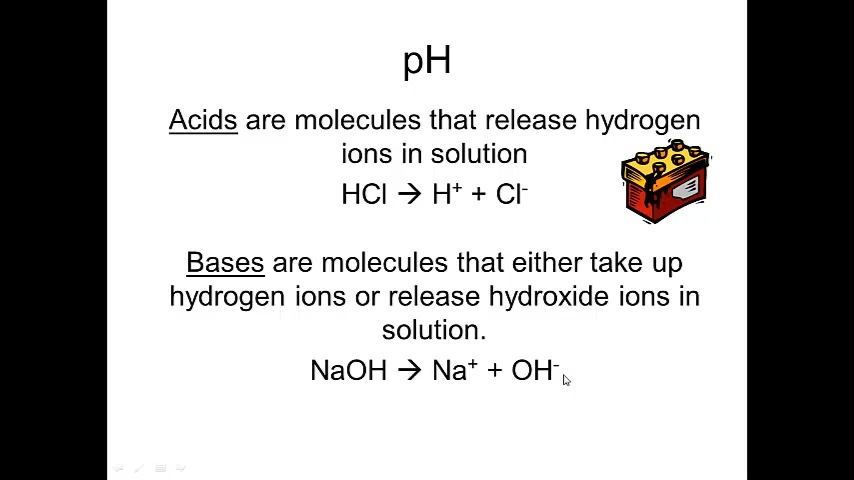 pH
Acids are molecules that release hydrogen
ions in solution
HCl → H⁺ + Cl⁻
Bases are molecules that either take up
hydrogen ions or release hydroxide ions in
solution.
NaOH → Na⁺ + OH⁻